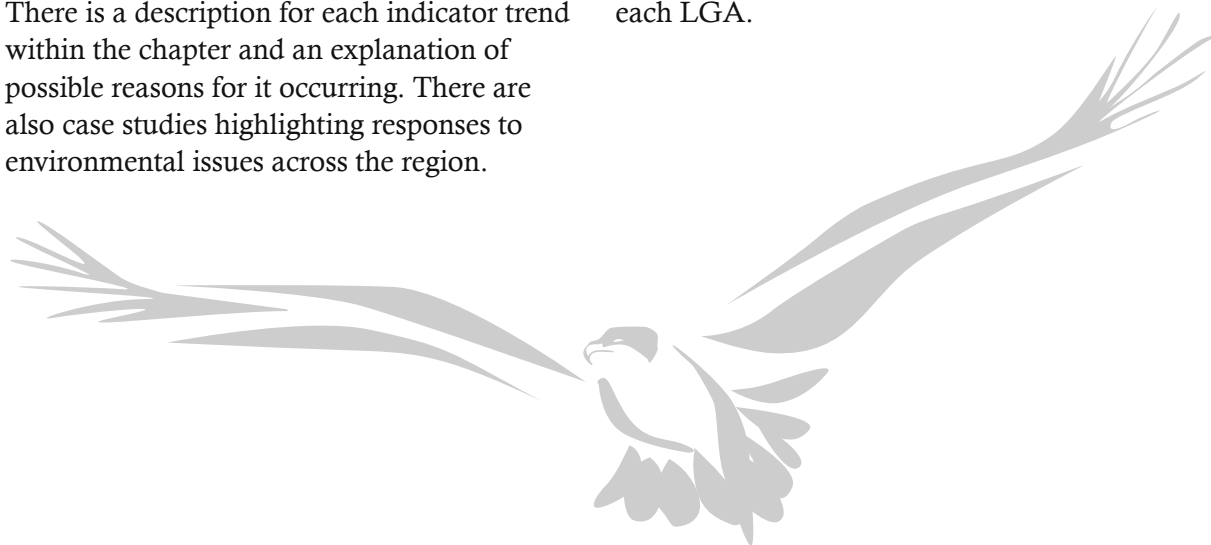 There is a description for each indicator trend
within the chapter and an explanation of
possible reasons for it occurring. There are
also case studies highlighting responses to
environmental issues across the region.
each LGA.